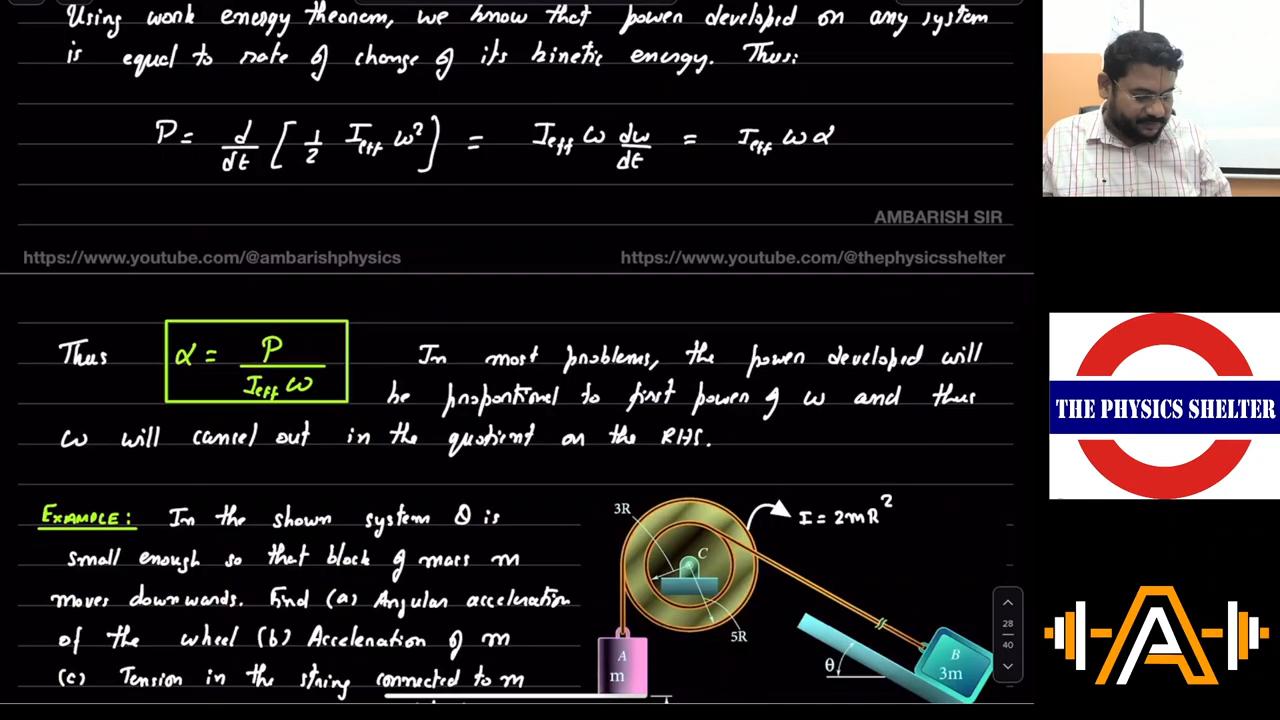 Using work energy theorem, we know that power developed on any system
is equal to rate of change of its kinetic energy. Thus:
P = d/dt [ 1/2 Ieff ω² ] = Ieff ω dω/dt = Ieff ω α
AMBARISH SIR
https://www.youtube.com/@ambarishphysics
https://www.youtube.com/@thephysicsshelter
Thus α = P / Ieff ω In most problems, the power developed will
be proportional to first power of ω and thus
ω will cancel out in the quotient on the RHS.
EXAMPLE: In the shown system θ is
small enough so that block of mass m
moves downwards. Find (a) Angular acceleration
of the wheel (b) Acceleration of m
(c) Tension in the string connected to m
3R
C
5R
I = 2mR²
A
m
θ
B
3m
28
40
THE PHYSICS SHELTER